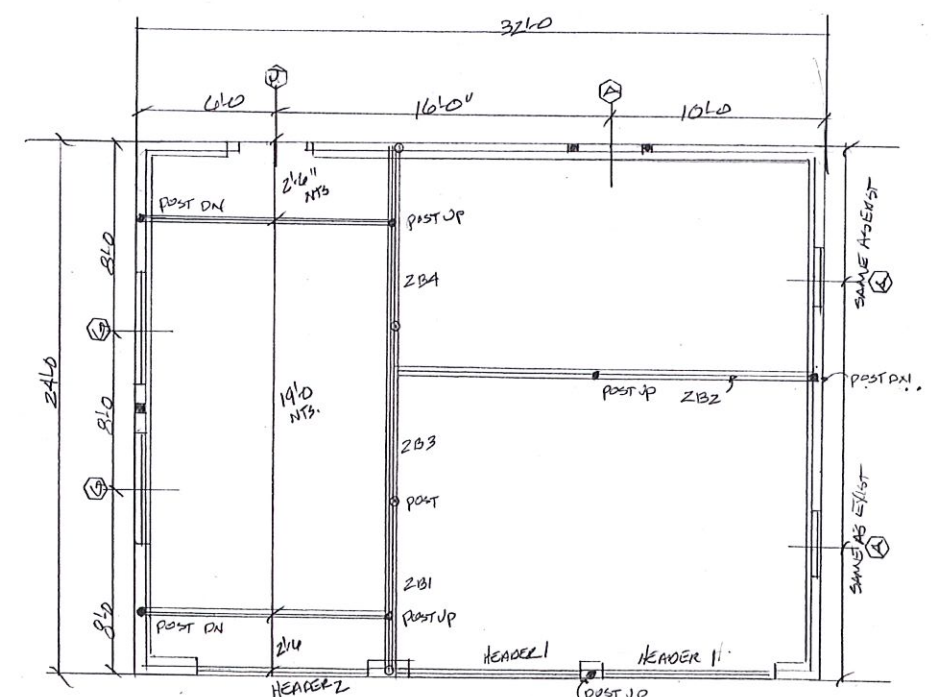 32'-0
J
A
6'-0
16'-0"
10'-0
2'-6"
NTS
POST DN
POST UP
2B4
8'-0
SAME AS EXIST
A
24'-0
G
19'-0
NTS.
8'-0
POST UP
2B2
POST DN.
2B3
G
POST
SAME AS EXIST
A
2B1
8'-0
POST DN
POST UP
2'-6
HEADER 1
HEADER 1
HEADER 2
POST UP